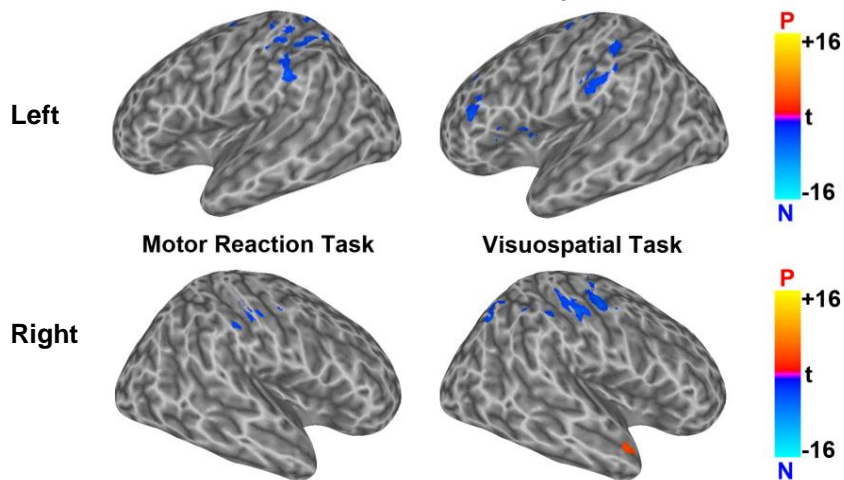 P
+16
Left
t
-16
N
Motor Reaction Task Visuospatial Task
P
+16
Right
t
-16
N